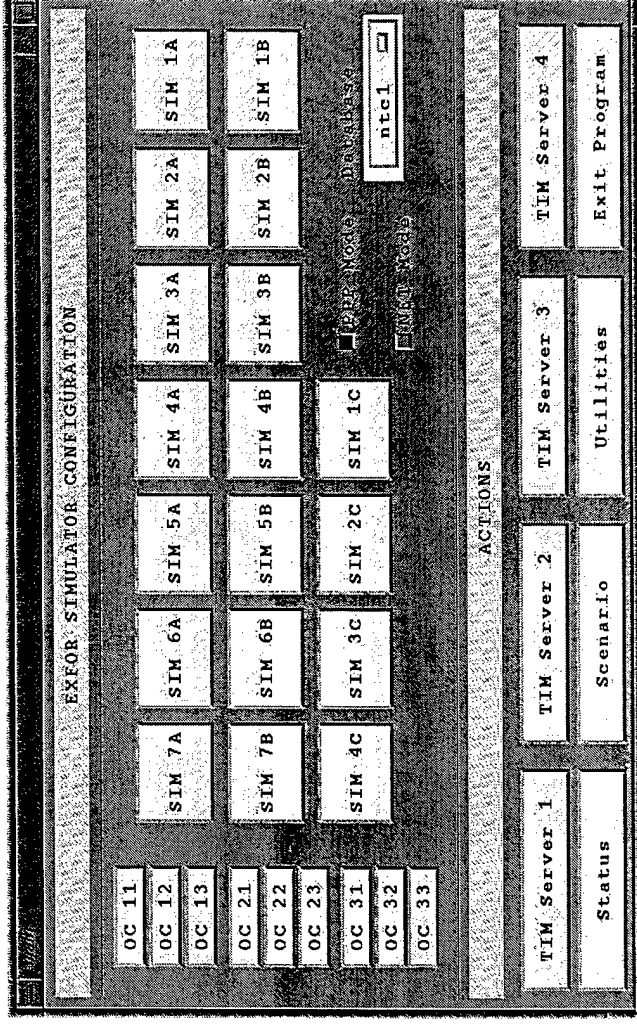 EXFOR SIMULATOR CONFIGURATION
OC 11
OC 12
OC 13
OC 21
OC 22
OC 23
OC 31
OC 32
OC 33
SIM 7A SIM 6A SIM 5A SIM 4A SIM 3A SIM 2A SIM 1A
SIM 7B SIM 6B SIM 5B SIM 4B SIM 3B SIM 2B SIM 1B
SIM 4C SIM 3C SIM 2C SIM 1C
Mode Database
Mode ntc1
ACTIONS
TIM Server 1 TIM Server 2 TIM Server 3 TIM Server 4
Status Scenario Utilities Exit Program